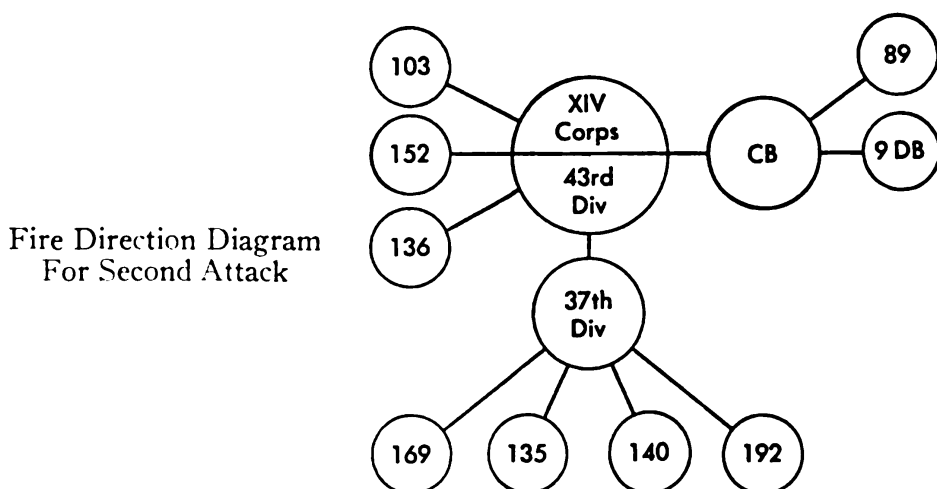 Fire Direction Diagram
For Second Attack
103
152
136
XIV
Corps
43rd
Div
CB
89
9 DB
37th
Div
169
135
140
192